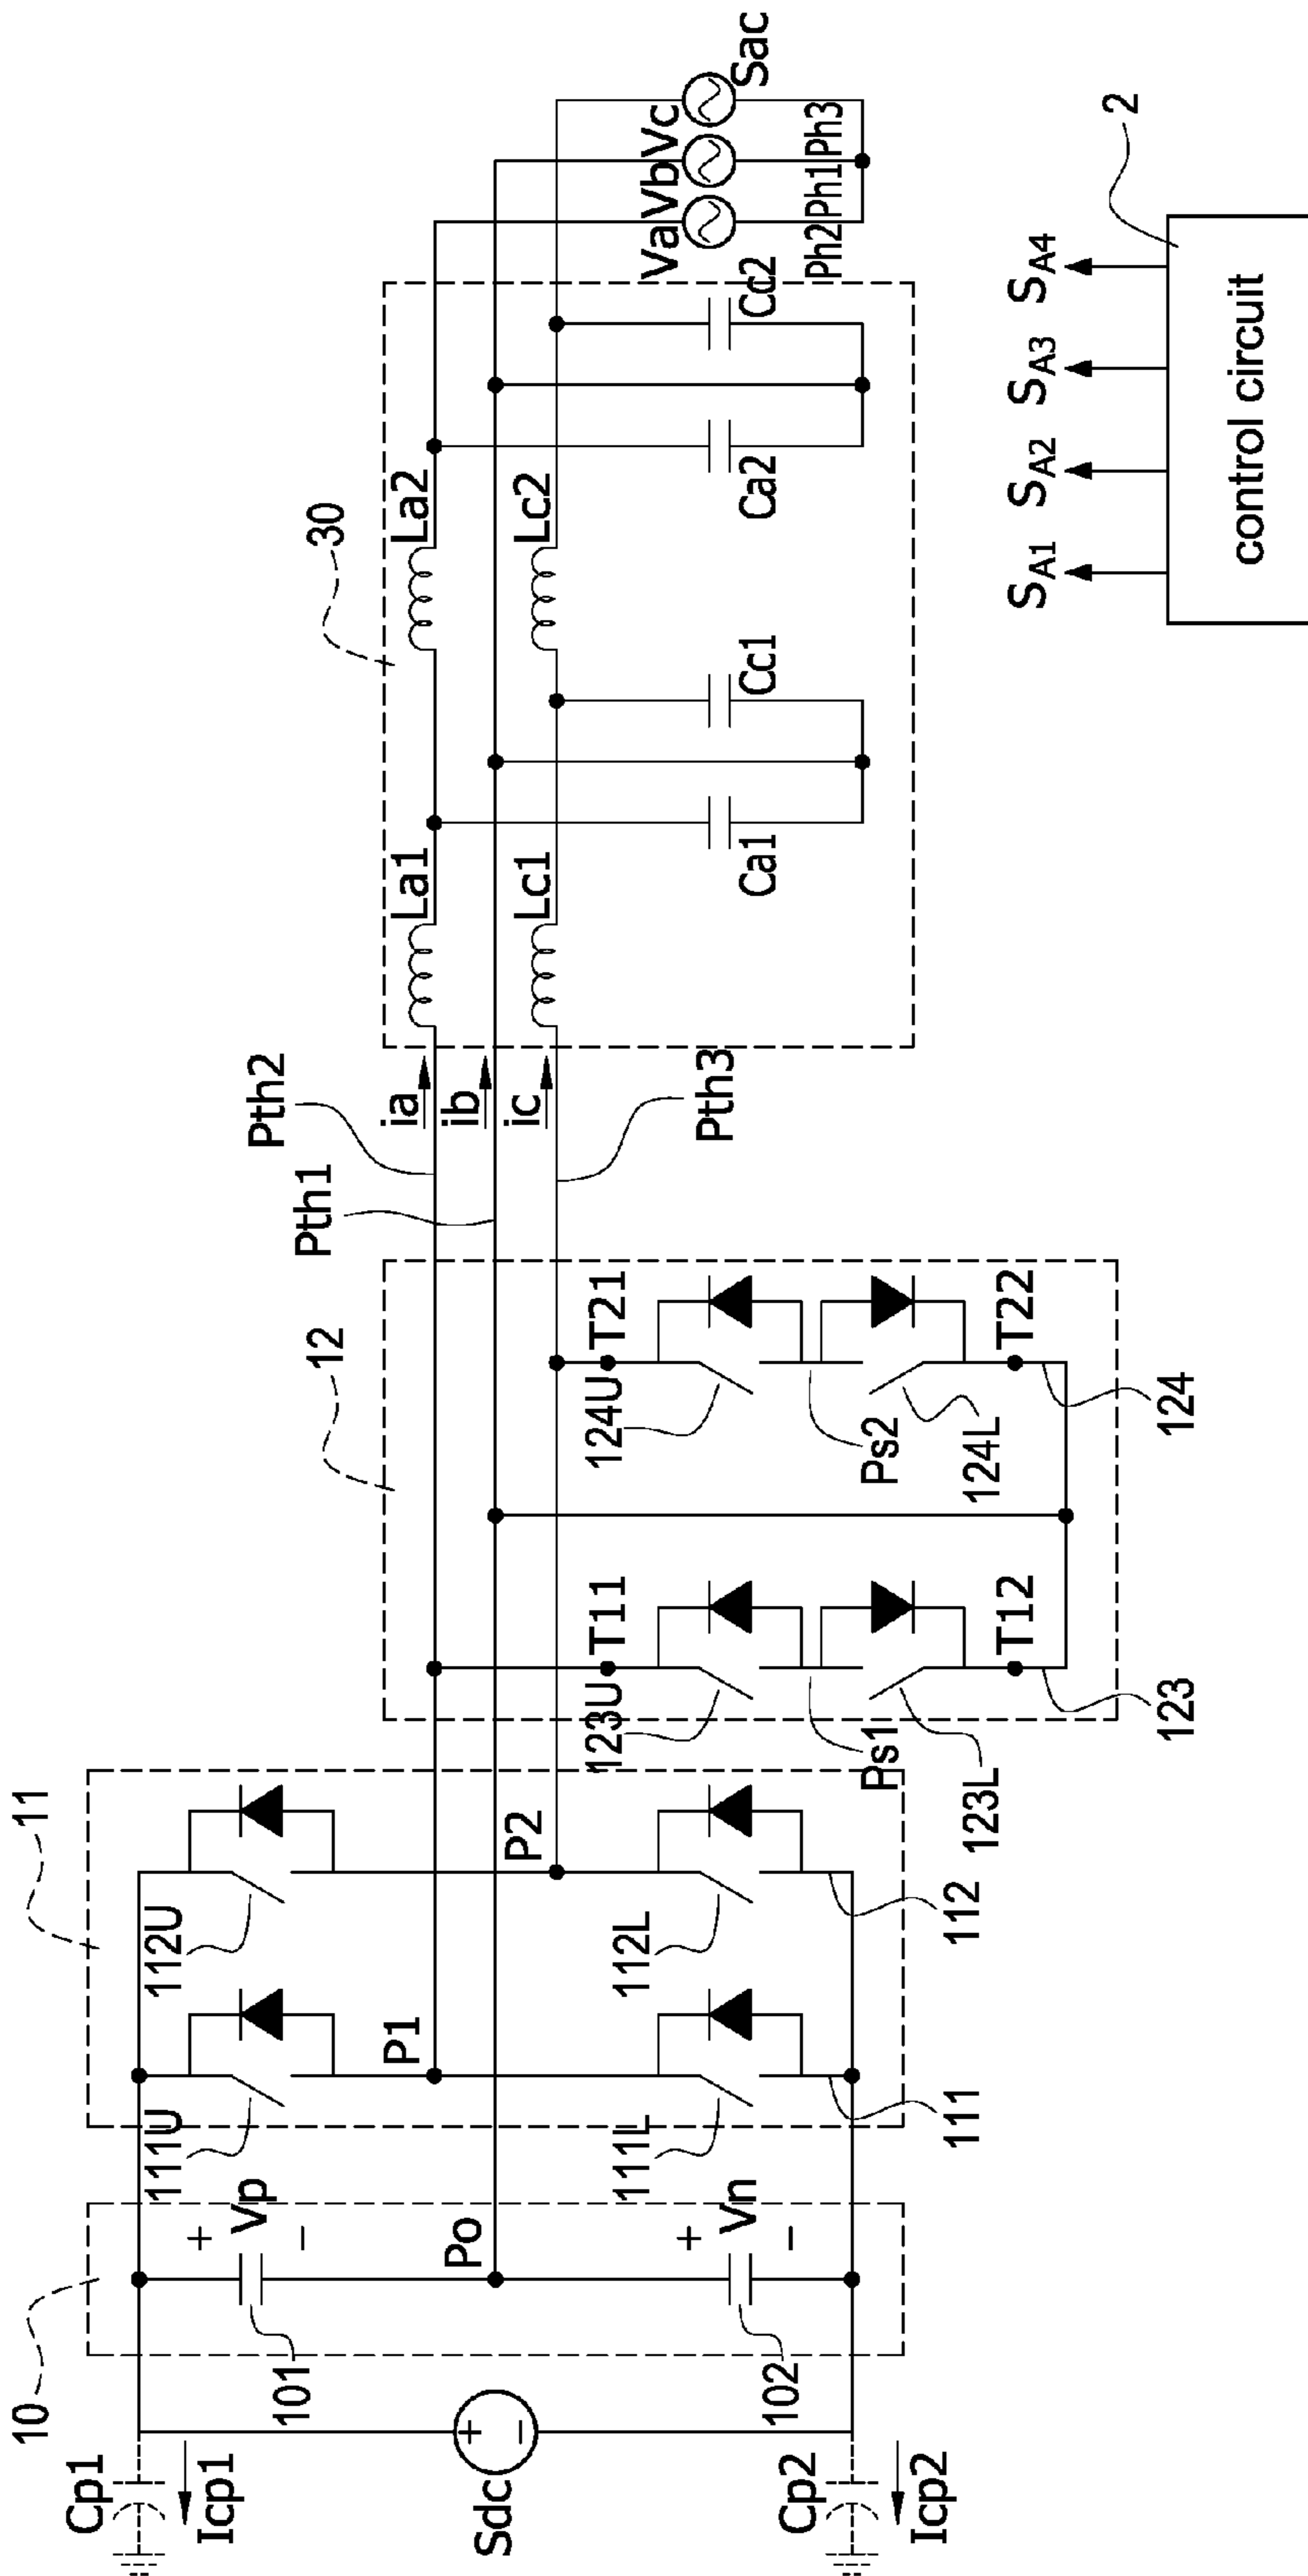 10
11
12
30
Cp1
Icp1
Sdc
Cp2
Icp2
101
102
+
Vp
−
Po
+
Vn
−
+
−
111U
112U
P1
P2
111L
112L
111
112
Pth1
Pth2
Pth3
ia
ib
ic
123U
T11
Ps1
123L
T12
123
124U
T21
Ps2
124L
T22
124
La1
La2
Lc1
Lc2
Ca1
Cc1
Ca2
Cc2
Va
Vb
Vc
Sac
Ph2
Ph1
Ph3
SA1
SA2
SA3
SA4
2
control circuit